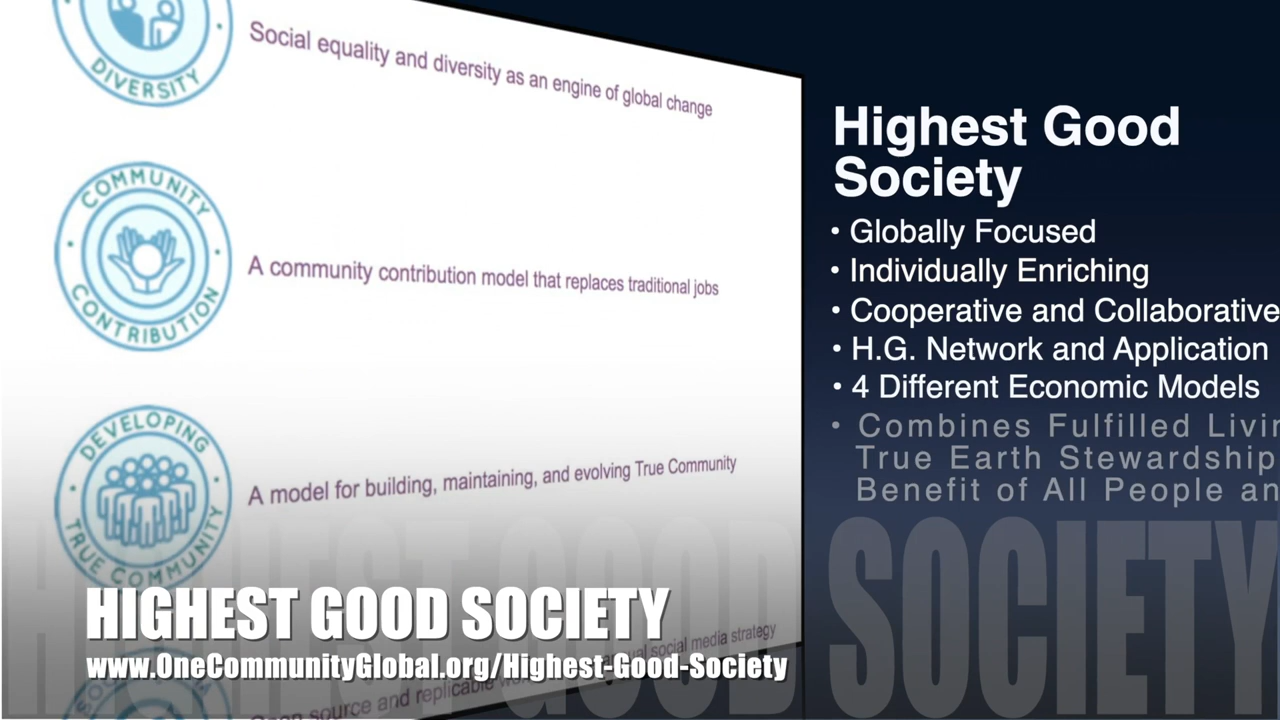 DIVERSITY
Social equality and diversity as an engine of global change
COMMUNITY
CONTRIBUTION
A community contribution model that replaces traditional jobs
DEVELOPING
TRUE COMMUNITY
A model for building, maintaining, and evolving True Community
social media strategy
Open source and replicable
HIGHEST GOOD SOCIETY
www.OneCommunityGlobal.org/Highest-Good-Society
Highest Good
Society
• Globally Focused
• Individually Enriching
• Cooperative and Collaborative
• H.G. Network and Application
• 4 Different Economic Models
• Combines Fulfilled
True Earth Stewardship
Benefit of All People
HIGHEST GOOD SOCIETY